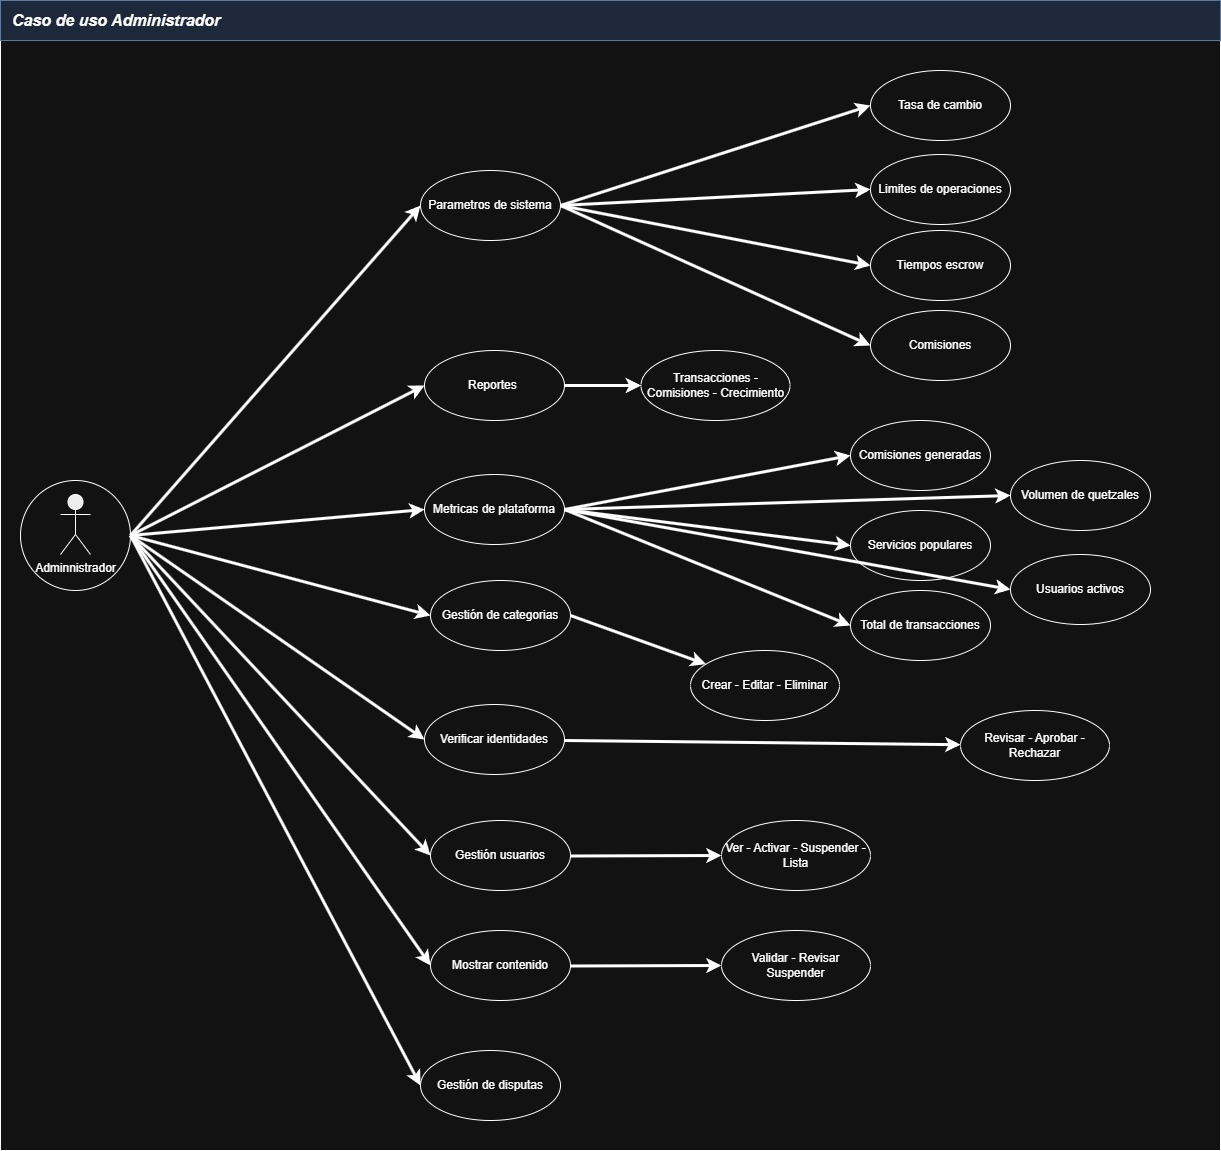 Caso de uso Administrador
Tasa de cambio
Limites de operaciones
Parametros de sistema
Tiempos escrow
Comisiones
Reportes
Transacciones -
Comisiones - Crecimiento
Comisiones generadas
Volumen de quetzales
Metricas de plataforma
Servicios populares
Usuarios activos
Adminnistrador
Gestión de categorias
Total de transacciones
Crear - Editar - Eliminar
Verificar identidades
Revisar - Aprobar -
Rechazar
Gestión usuarios
Ver - Activar - Suspender -
Lista
Mostrar contenido
Validar - Revisar
Suspender
Gestión de disputas